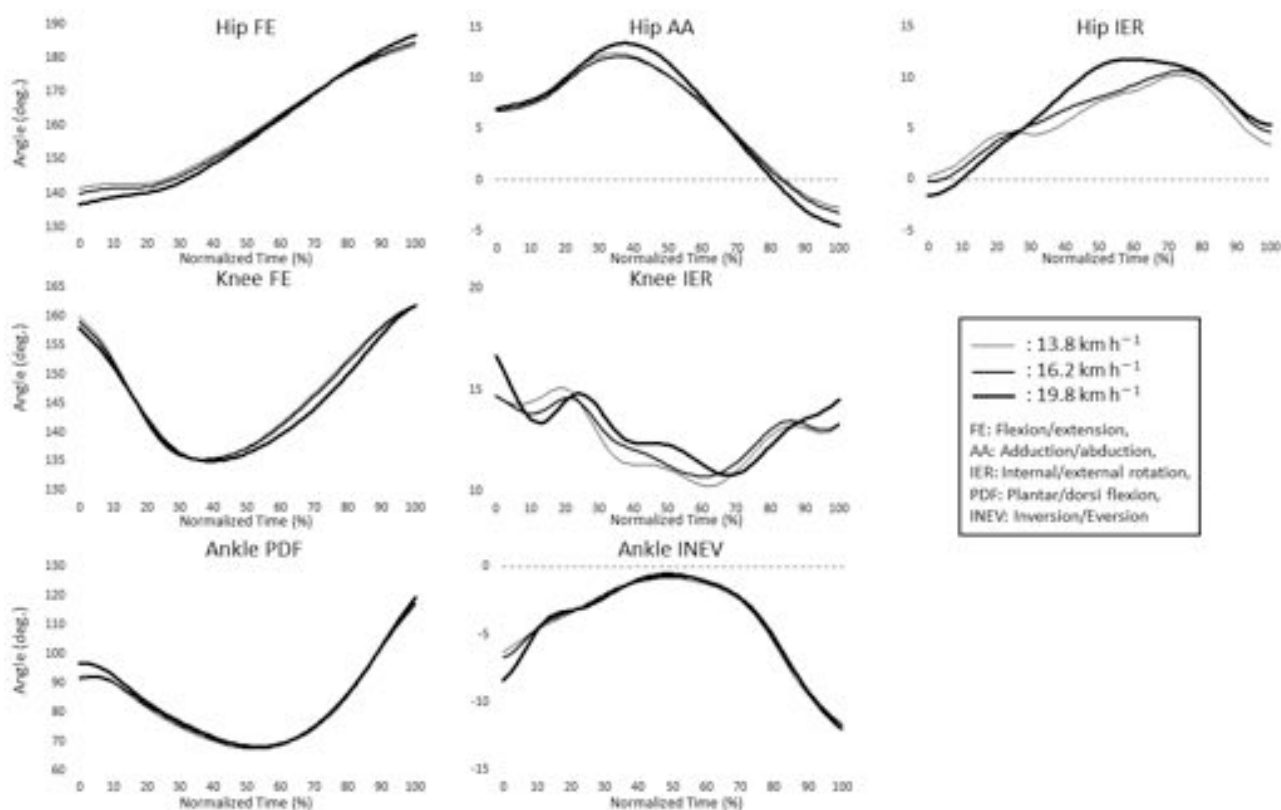 Hip FE
Hip AA
Hip IER
Angle (deg.)
190
180
170
160
150
140
130
0 10 20 30 40 50 60 70 80 90 100
Normalized Time (%)
15
10
5
0
-5
0 10 20 30 40 50 60 70 80 90 100
Normalized Time (%)
15
10
5
0
-5
0 10 20 30 40 50 60 70 80 90 100
Normalized Time (%)
Knee FE
Knee IER
Angle (deg.)
165
160
155
150
145
140
135
130
0 10 20 30 40 50 60 70 80 90 100
Normalized Time (%)
20
15
10
0 10 20 30 40 50 60 70 80 90 100
Normalized Time (%)
: 13.8 km h⁻¹
: 16.2 km h⁻¹
: 19.8 km h⁻¹
FE: Flexion/extension,
AA: Adduction/abduction,
IER: Internal/external rotation,
PDF: Plantar/dorsi flexion,
INEV: Inversion/Eversion
Ankle PDF
Ankle INEV
Angle (deg.)
130
120
110
100
90
80
70
60
0 10 20 30 40 50 60 70 80 90 100
Normalized Time (%)
0
-5
-10
-15
0 10 20 30 40 50 60 70 80 90 100
Normalized Time (%)